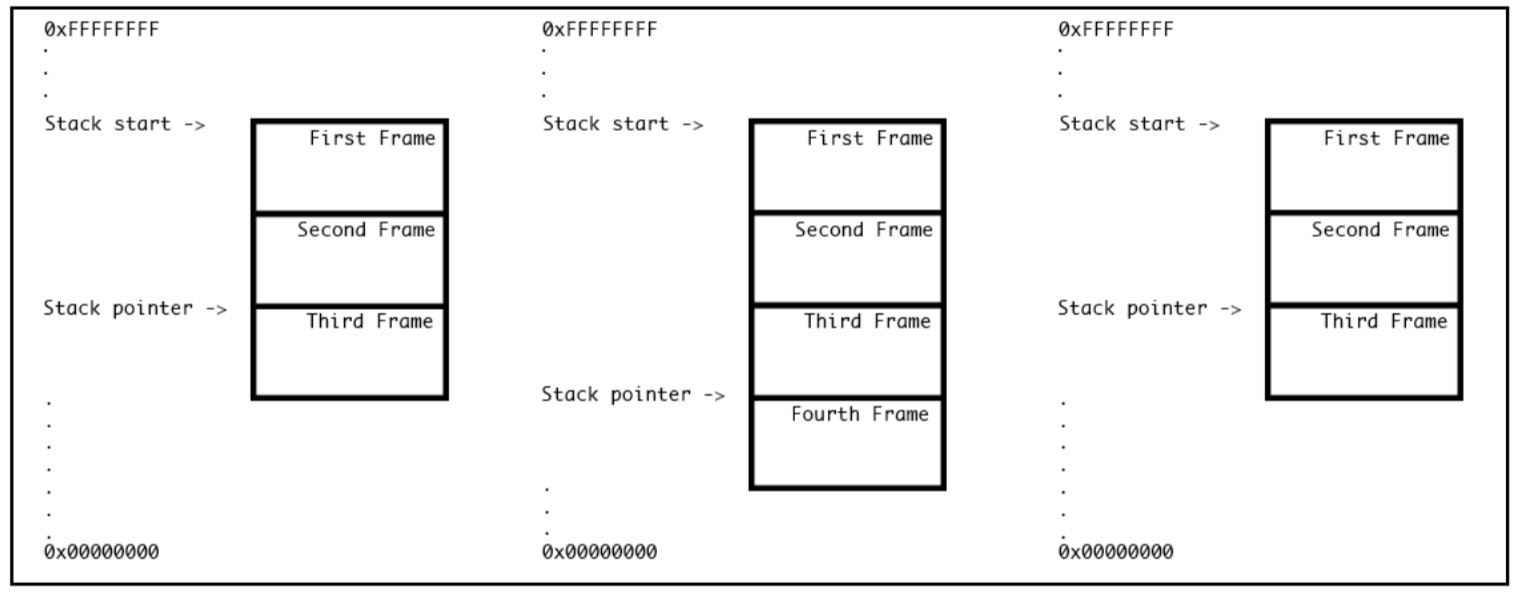 0xFFFFFFFF
.
.
.
Stack start ->
First Frame
Second Frame
Stack pointer ->
Third Frame
.
.
.
.
.
.
.
0x00000000
0xFFFFFFFF
.
.
.
Stack start ->
First Frame
Second Frame
Third Frame
Stack pointer ->
Fourth Frame
.
.
.
0x00000000
0xFFFFFFFF
.
.
.
Stack start ->
First Frame
Second Frame
Stack pointer ->
Third Frame
.
.
.
.
.
.
.
0x00000000